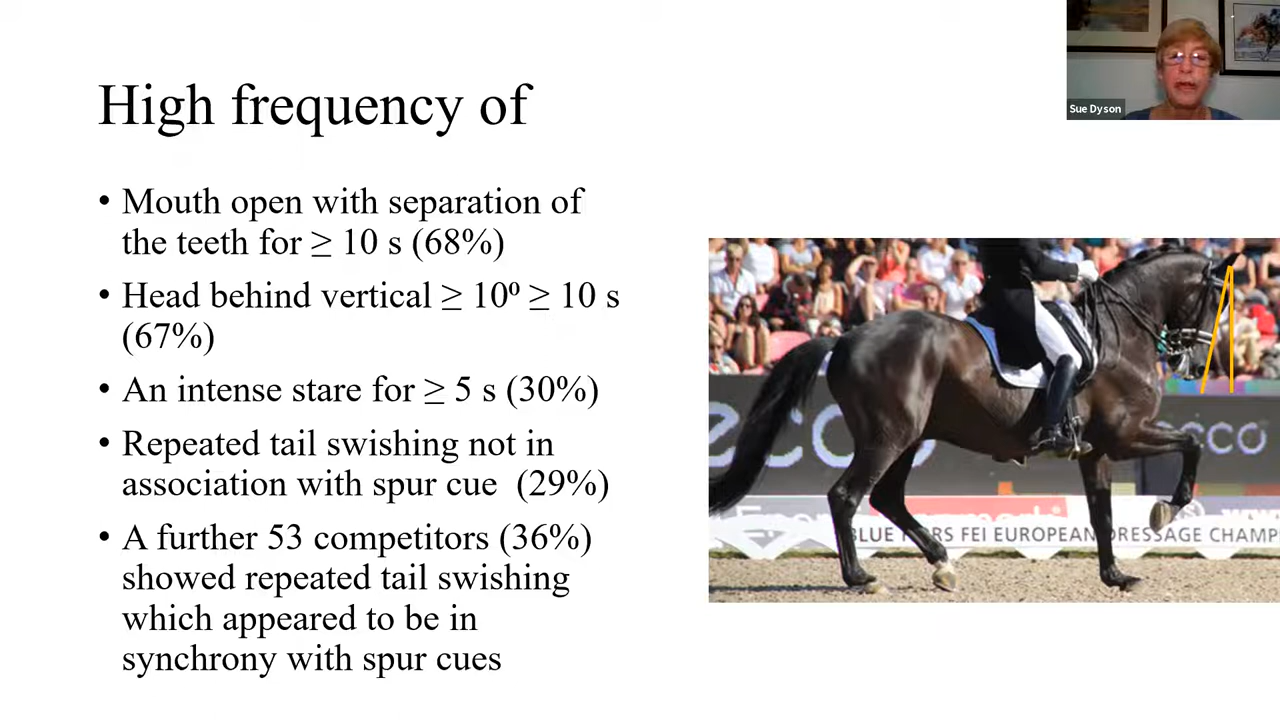 Sue Dyson
High frequency of
• Mouth open with separation of
the teeth for ≥ 10 s (68%)
• Head behind vertical ≥ 10º ≥ 10 s
(67%)
• An intense stare for ≥ 5 s (30%)
• Repeated tail swishing not in
association with spur cue (29%)
• A further 53 competitors (36%)
showed repeated tail swishing
which appeared to be in
synchrony with spur cues
eco
ecco
FEI EUROPEAN DRESSAGE CHAMP